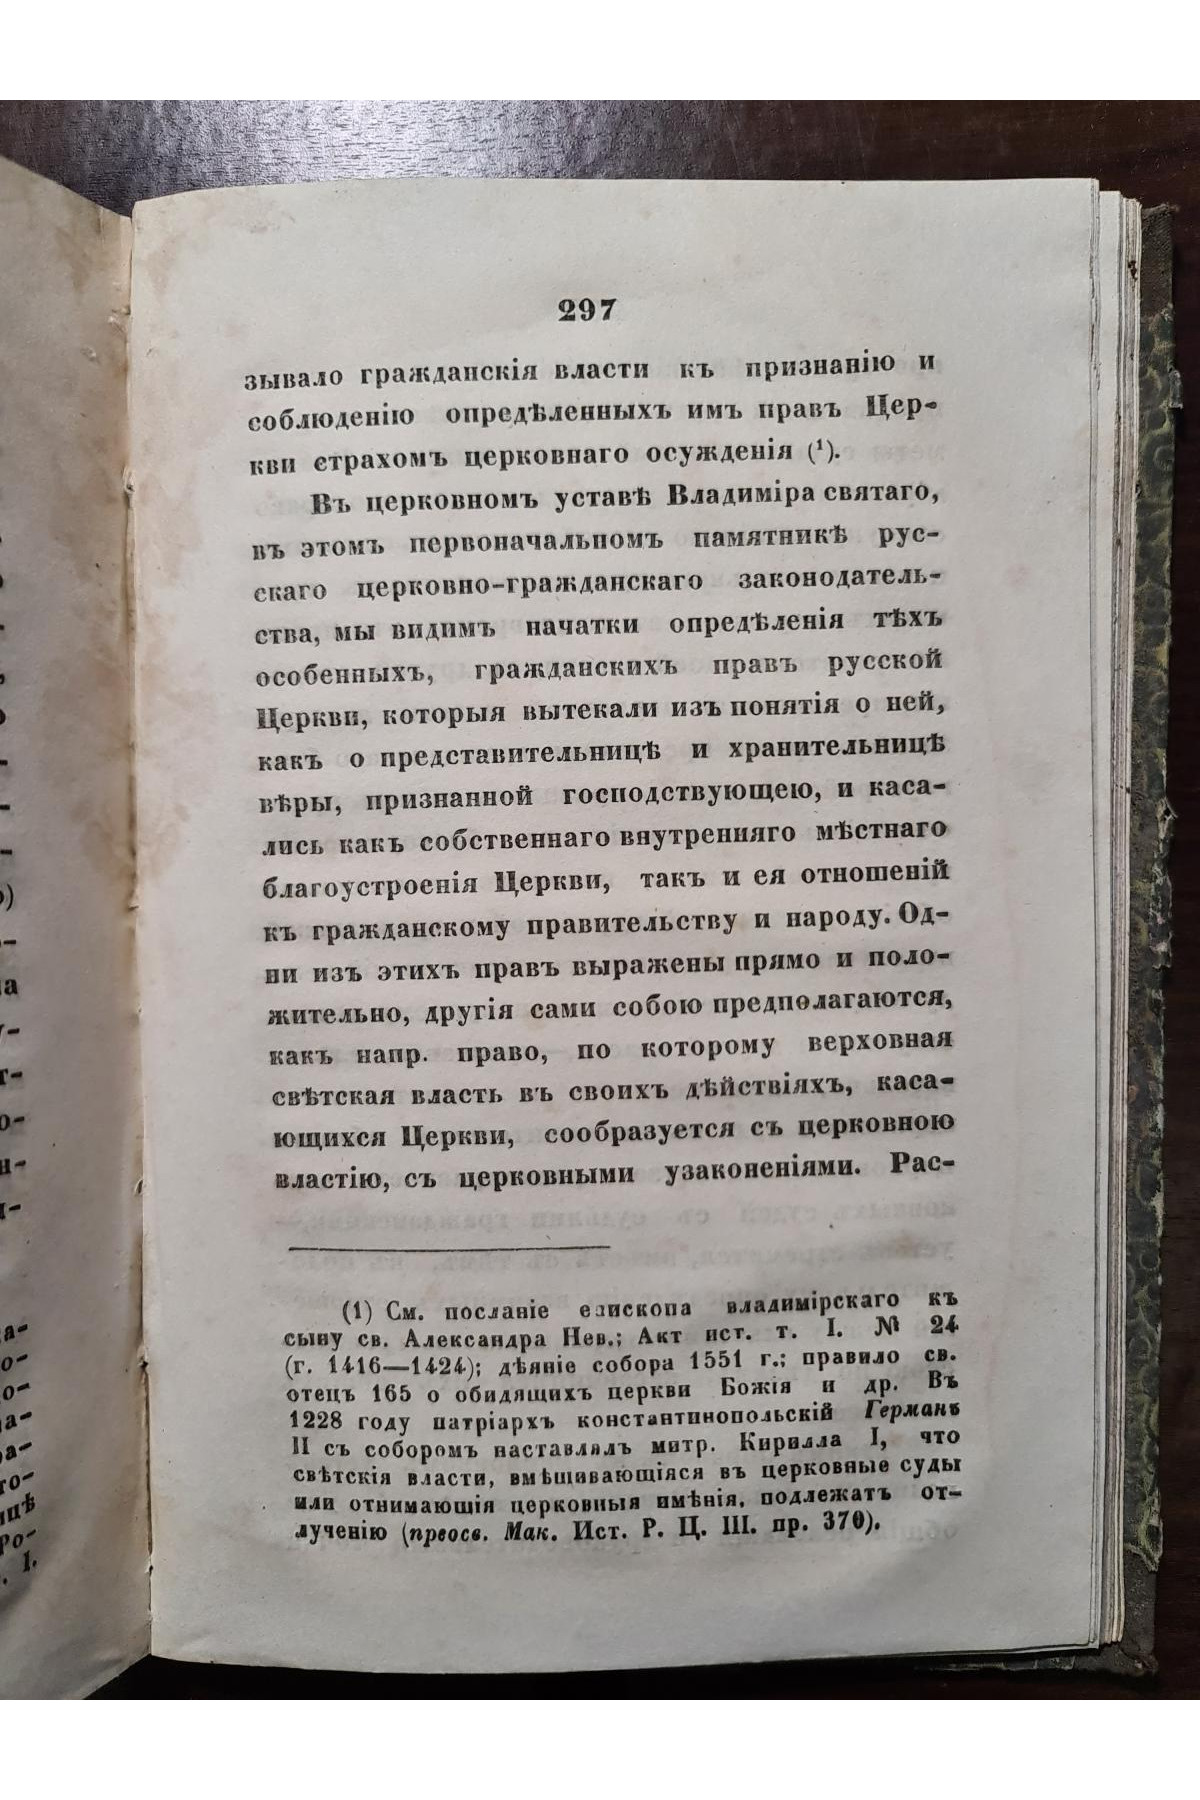 297
зывало гражданскія власти къ признанію и
соблюденію опредѣленныхъ имъ правъ Цер-
кви страхомъ церковнаго осужденія (¹).
Въ церковномъ уставѣ Владиміра святаго,
въ этомъ первоначальномъ памятникѣ рус-
скаго церковно-гражданскаго законодатель-
ства, мы видимъ начатки опредѣленія тѣхъ
особенныхъ, гражданскихъ правъ русской
Церкви, которыя вытекали изъ понятія о ней,
какъ о представительницѣ и хранительницѣ
вѣры, признанной господствующею, и каса-
лись какъ собственнаго внутренняго мѣстнаго
благоустроенія Церкви, такъ и ея отношеній
къ гражданскому правительству и народу. Од-
ни изъ этихъ правъ выражены прямо и поло-
жительно, другія сами собою предполагаются,
какъ напр. право, по которому верховная
свѣтская власть въ своихъ дѣйствіяхъ, каса-
ющихся Церкви, сообразуется съ церковною
властію, съ церковными узаконеніями. Рас-
(1) См. посланіе епископа владимірскаго къ
сыну св. Александра Нев.; Акт ист. т. I. № 24
(г. 1416—1424); дѣяніе собора 1551 г.; правило св.
отецъ 165 о обидящихъ церкви Божія и др. Въ
1228 году патріархъ константинопольскій Германъ
II съ соборомъ наставлялъ митр. Кирилла I, что
свѣтскія власти, вмѣшивающіяся въ церковные суды
или отнимающія церковныя имѣнія, подлежатъ от-
лученію (преосв. Мак. Ист. Р. Ц. III. пр. 370).